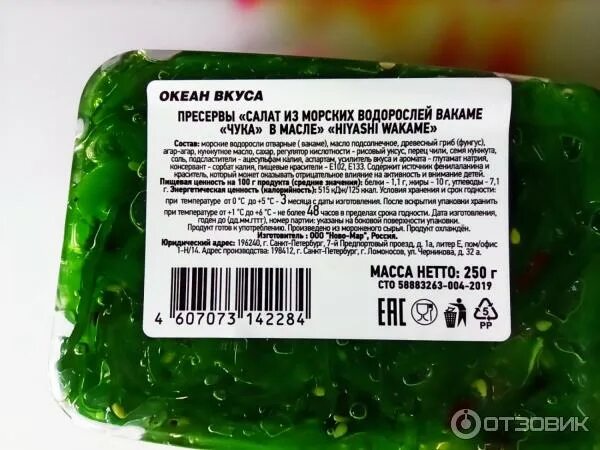 ОКЕАН ВКУСА
ПРЕСЕРВЫ «САЛАТ ИЗ МОРСКИХ ВОДОРОСЛЕЙ ВАКАМЕ
«ЧУКА» В МАСЛЕ» «HIYASHI WAKAME»
Состав: морские водоросли отварные ( вакаме), масло подсолнечное, древесный гриб (фунгус),
агар-агар, кунжутное масло, сахар, регулятор кислотности - рисовый уксус, перец чили, семя кунжута,
соль, подсластители - ацесульфам калия, аспартам, усилитель вкуса и аромата - глутамат натрия,
консервант - сорбат калия, пищевые красители - Е102, Е133. Содержит источник фенилаланина и
краситель, который может оказывать отрицательное влияние на активность и внимание детей.
Пищевая ценность на 100 г продукта (средние значения): белки - 1,1 г, жиры - 10 г, углеводы - 7,1
г. Энергетическая ценность (калорийность): 515 кДж/125 ккал. Условия хранения и срок годности:
при температуре от 0 °С до +5 °С - 3 месяца с даты изготовления. После вскрытия упаковки хранить
при температуре от +1 °С до +6 °С - не более 48 часов в пределах срока годности. Дата изготовления,
годен до (дд.мм.гггг), номер партии: указаны на боковой поверхности упаковки.
Продукт готов к употреблению. Продукт произведен из мороженого сырья.
Изготовитель : ООО "Ново-Мар", Россия.
Юридический адрес: 196240, г. Санкт-Петербург, 7-й Предпортовый проезд, д. 1а, литер Е, пом/офис
1-Н/14. Адрес производства: 198412, г. Санкт-Петербург, г. Ломоносов, ул. Черникова, д. 32 а.
МАССА НЕТТО: 250 г
СТО 58883263-004-2019
4 607073 142284
EAC
5
PP
ОТЗОВИК